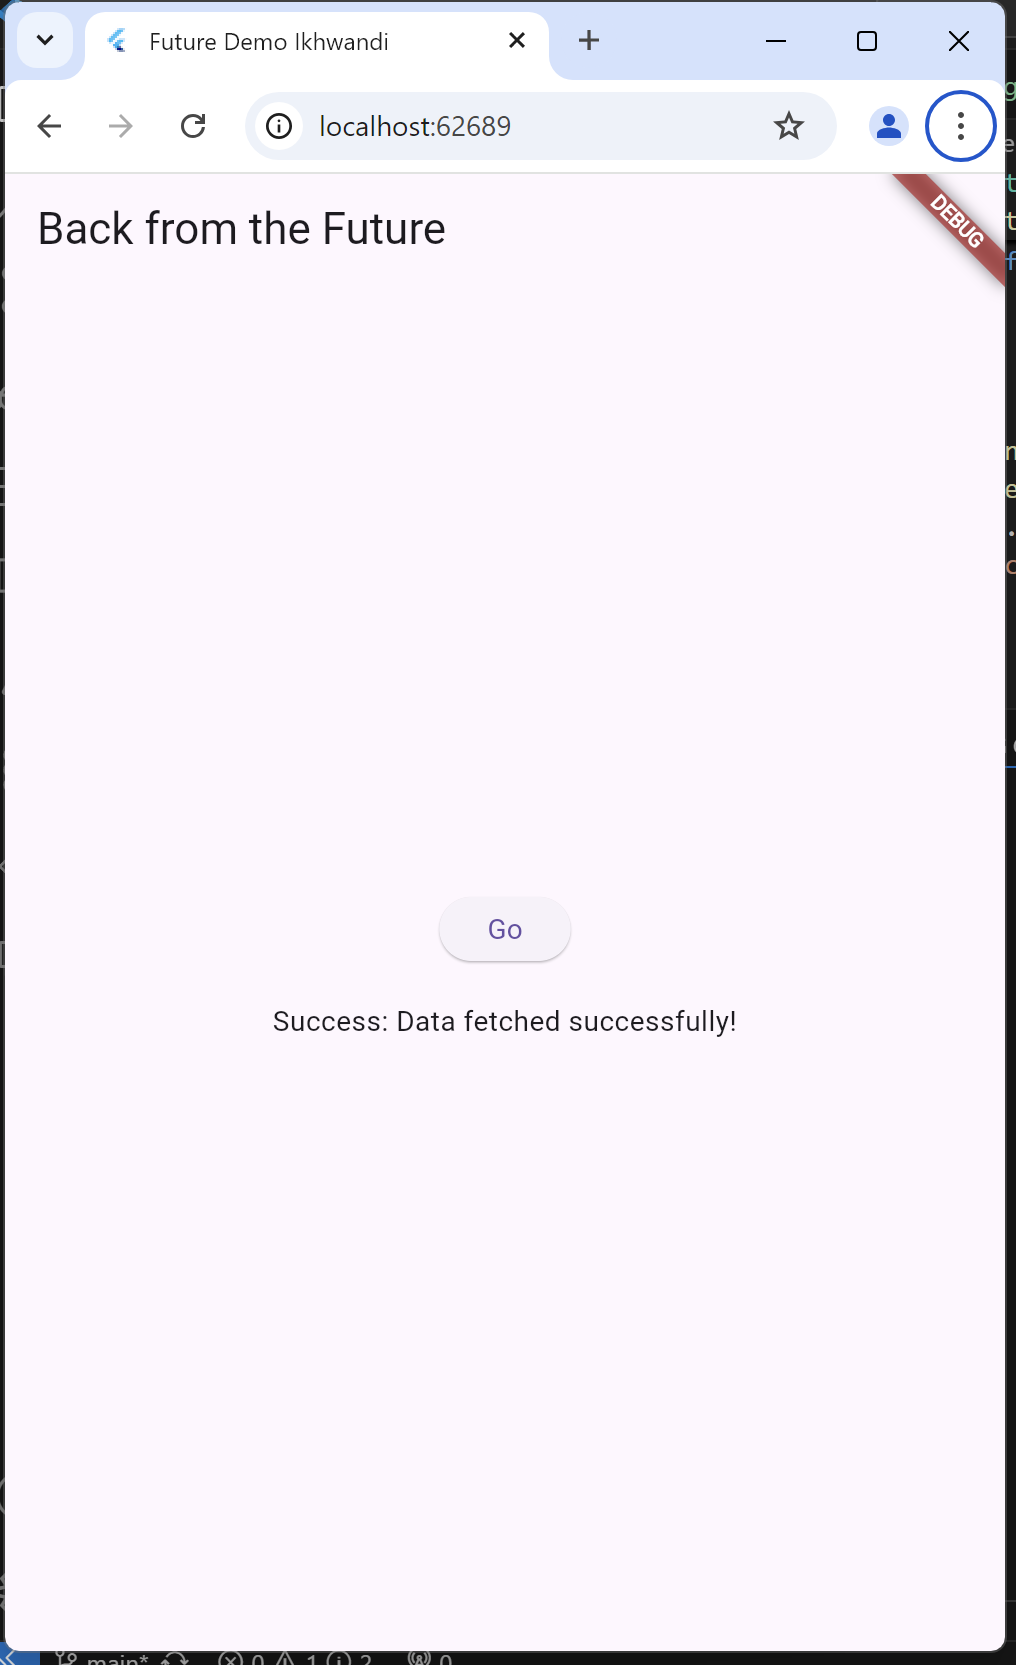 Future Demo Ikhwandi
localhost:62689
Back from the Future
DEBUG
Go
Success: Data fetched successfully!
main* 0 1 2 0